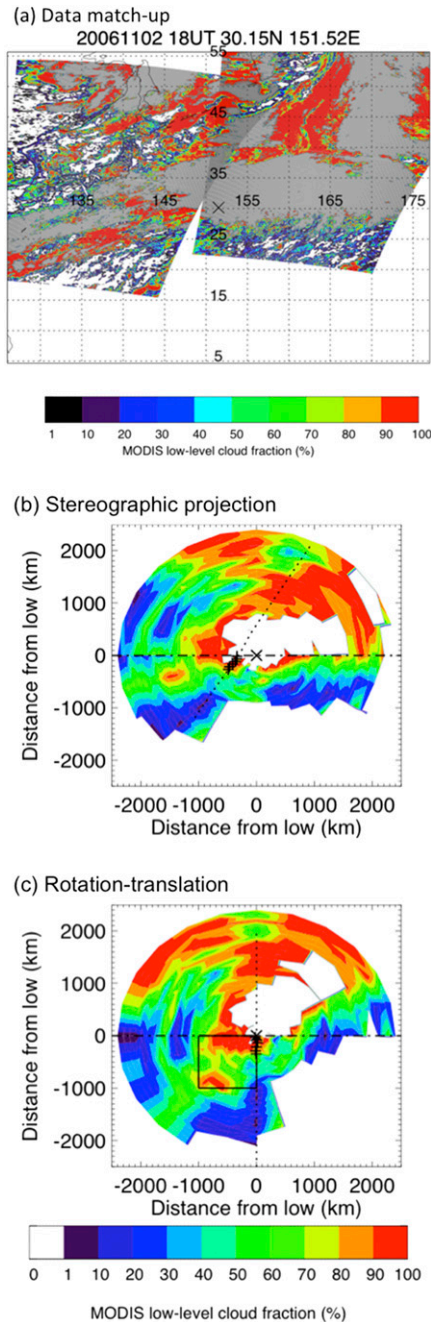 (a) Data match-up
20061102 18UT 30.15N 151.52E
55
45
35
135 145 155 165 175
25
15
5
1 10 20 30 40 50 60 70 80 90 100
MODIS low-level cloud fraction (%)
(b) Stereographic projection
Distance from low (km)
2000
1000
0
-1000
-2000
-2000 -1000 0 1000 2000
Distance from low (km)
(c) Rotation-translation
Distance from low (km)
2000
1000
0
-1000
-2000
-2000 -1000 0 1000 2000
Distance from low (km)
0 1 10 20 30 40 50 60 70 80 90 100
MODIS low-level cloud fraction (%)